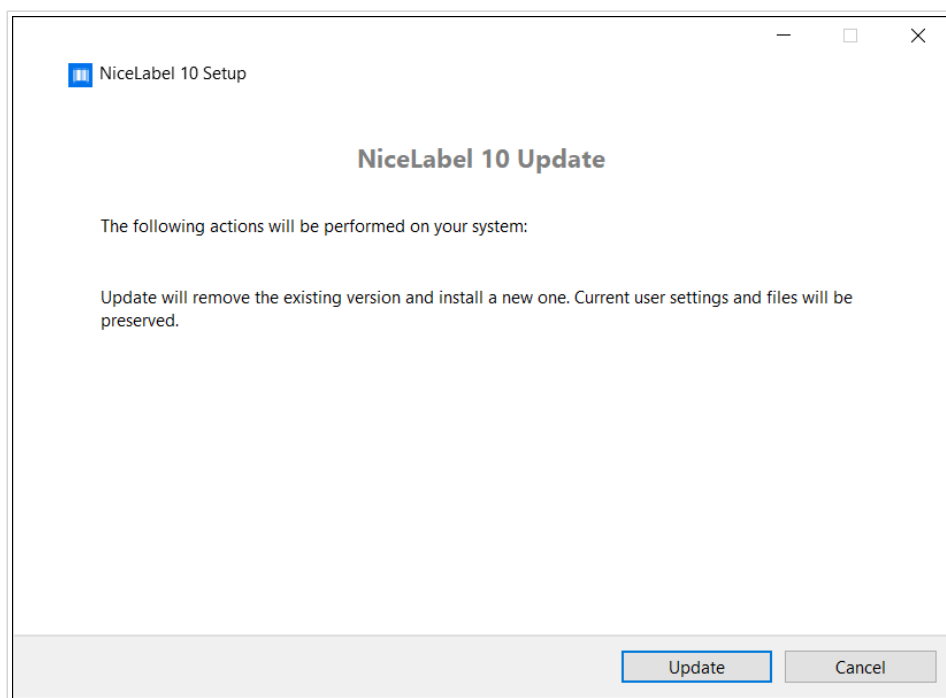 NiceLabel 10 Setup
NiceLabel 10 Update
The following actions will be performed on your system:
Update will remove the existing version and install a new one. Current user settings and files will be
preserved.
Update
Cancel